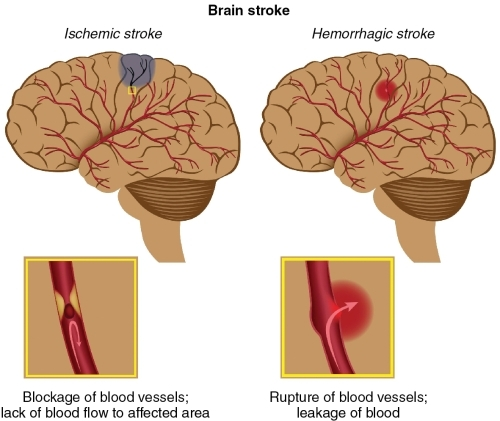 Brain stroke
Ischemic stroke
Hemorrhagic stroke
Blockage of blood vessels;
lack of blood flow to affected area
Rupture of blood vessels;
leakage of blood